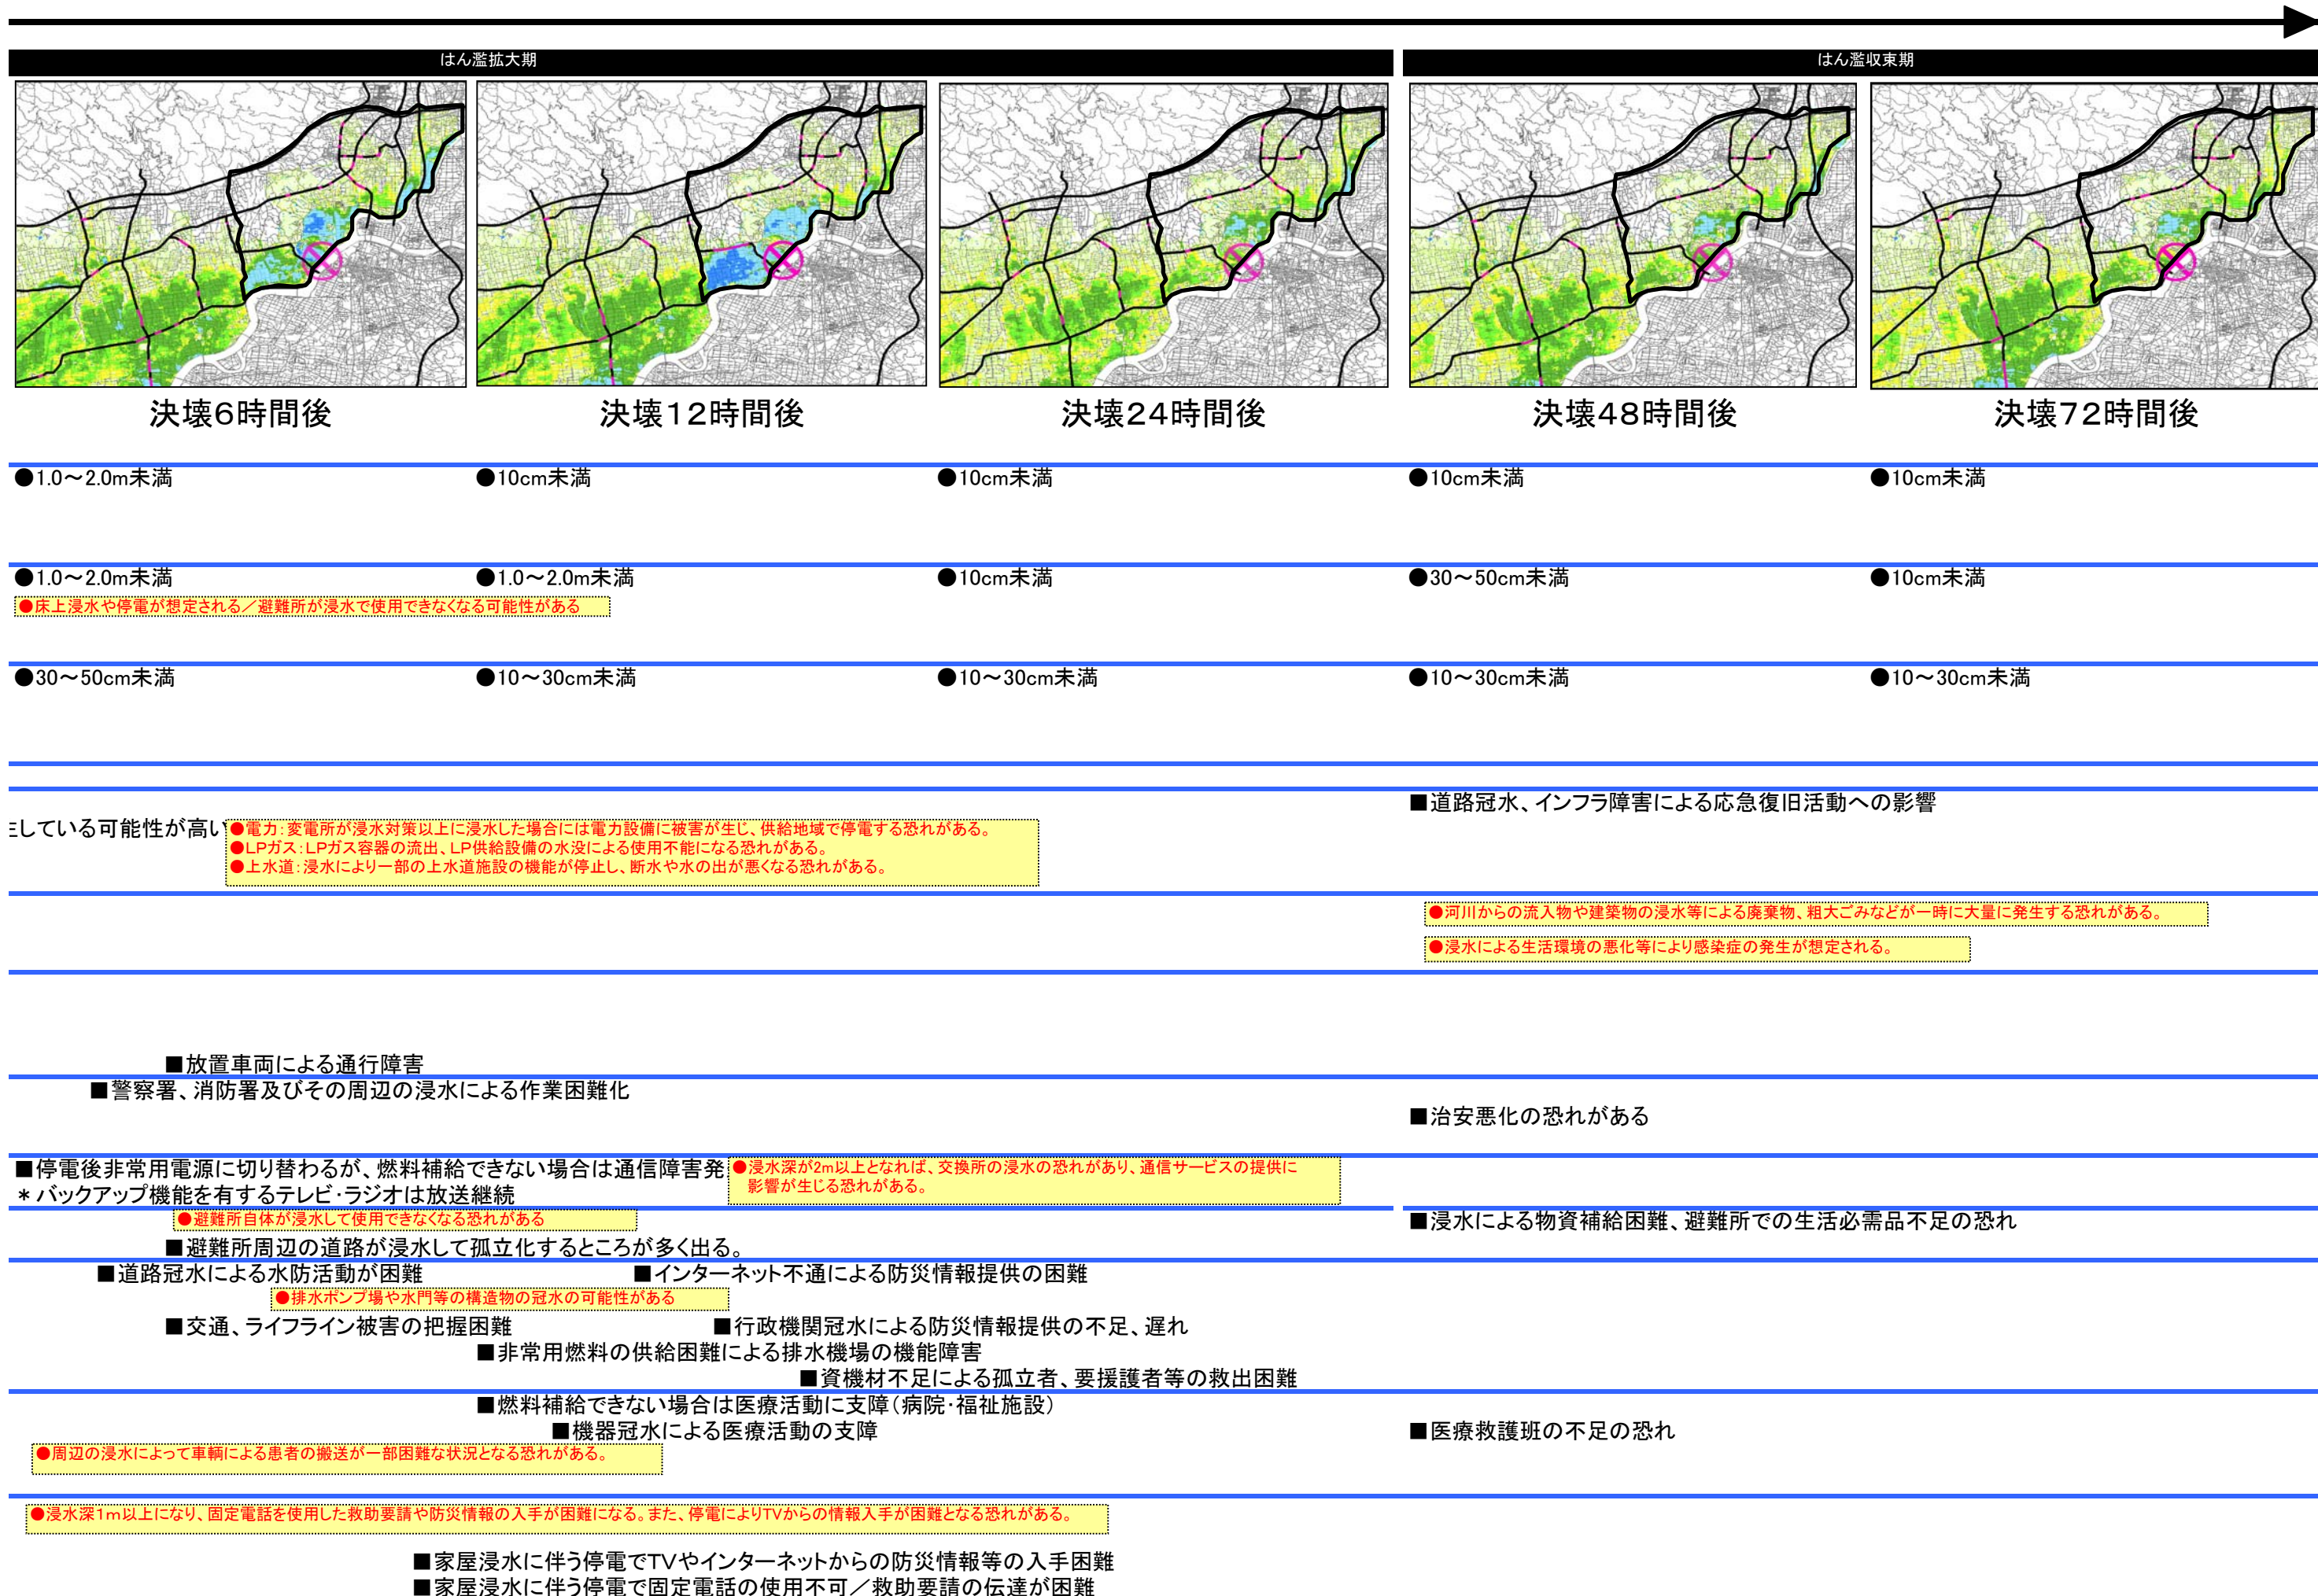 はん濫拡大期
はん濫収束期
決壊6時間後
決壊12時間後
決壊24時間後
決壊48時間後
決壊72時間後
●1.0～2.0m未満
●10cm未満
●10cm未満
●10cm未満
●10cm未満
●1.0～2.0m未満
●1.0～2.0m未満
●10cm未満
●30～50cm未満
●10cm未満
●床上浸水や停電が想定される／避難所が浸水で使用できなくなる可能性がある
●30～50cm未満
●10～30cm未満
●10～30cm未満
●10～30cm未満
●10～30cm未満
■道路冠水、インフラ障害による応急復旧活動への影響
している可能性が高い
●電力：変電所が浸水対策以上に浸水した場合には電力設備に被害が生じ、供給地域で停電する恐れがある。
●LPガス：LPガス容器の流出、LP供給設備の水没による使用不能になる恐れがある。
●上水道：浸水により一部の上水道施設の機能が停止し、断水や水の出が悪くなる恐れがある。
●河川からの流入物や建築物の浸水等による廃棄物、粗大ごみなどが一時に大量に発生する恐れがある。
●浸水による生活環境の悪化等により感染症の発生が想定される。
■放置車両による通行障害
■警察署、消防署及びその周辺の浸水による作業困難化
■治安悪化の恐れがある
■停電後非常用電源に切り替わるが、燃料補給できない場合は通信障害発
＊バックアップ機能を有するテレビ・ラジオは放送継続
●浸水深が2m以上となれば、交換所の浸水の恐れがあり、通信サービスの提供に
影響が生じる恐れがある。
●避難所自体が浸水して使用できなくなる恐れがある
■浸水による物資補給困難、避難所での生活必需品不足の恐れ
■避難所周辺の道路が浸水して孤立化するところが多く出る。
■道路冠水による水防活動が困難
■インターネット不通による防災情報提供の困難
●排水ポンプ場や水門等の構造物の冠水の可能性がある
■交通、ライフライン被害の把握困難
■行政機関冠水による防災情報提供の不足、遅れ
■非常用燃料の供給困難による排水機場の機能障害
■資機材不足による孤立者、要援護者等の救出困難
■燃料補給できない場合は医療活動に支障（病院・福祉施設）
■機器冠水による医療活動の支障
■医療救護班の不足の恐れ
●周辺の浸水によって車輌による患者の搬送が一部困難な状況となる恐れがある。
●浸水深1m以上になり、固定電話を使用した救助要請や防災情報の入手が困難になる。また、停電によりTVからの情報入手が困難となる恐れがある。
■家屋浸水に伴う停電でTVやインターネットからの防災情報等の入手困難
■家屋浸水に伴う停電で固定電話の使用不可／救助要請の伝達が困難